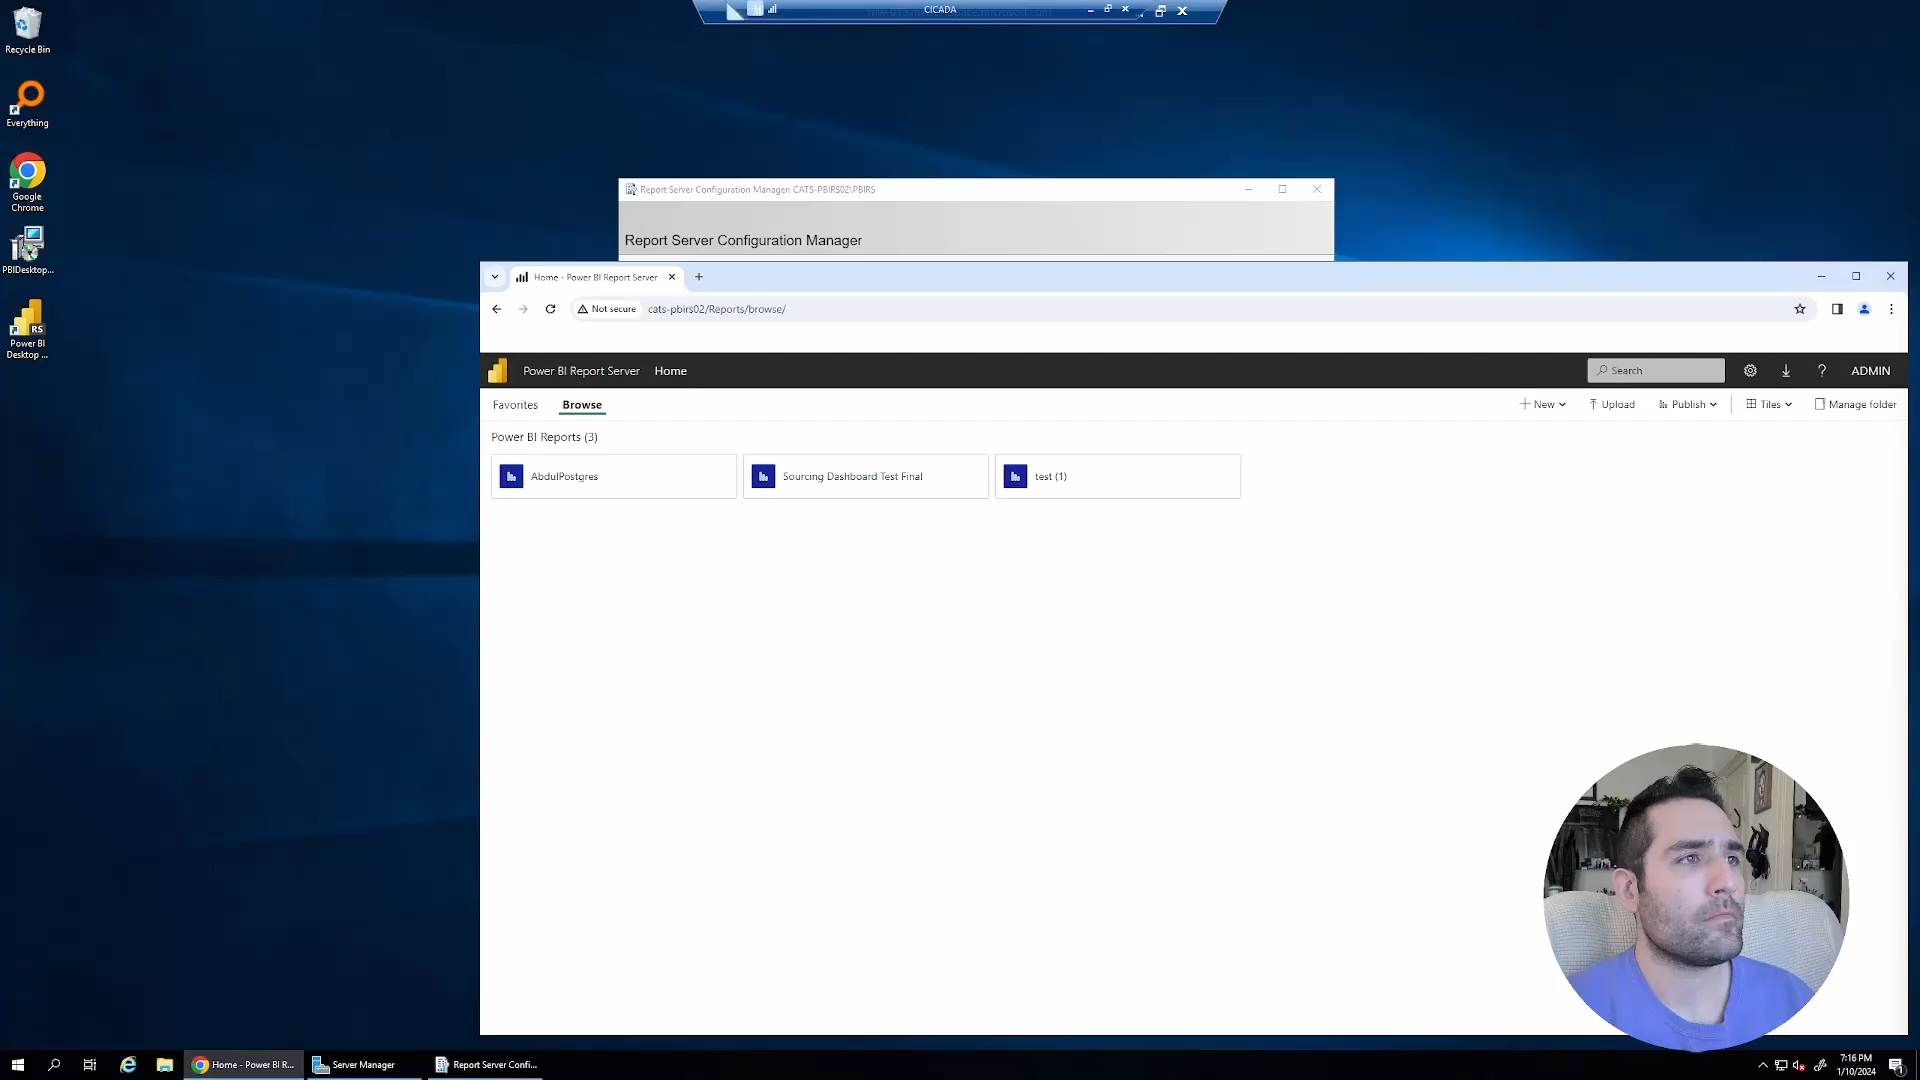 CICADA
Recycle Bin
Everything
Google
Chrome
PBIDesktop...
RS
Power BI
Desktop ...
Report Server Configuration Manager: CATS-PBIRS02\PBIRS
Report Server Configuration Manager
Home - Power BI Report Server
Not secure
cats-pbirs02/Reports/browse/
Power BI Report Server Home
Search
?
ADMIN
Favorites Browse
New Upload Publish Tiles Manage folder
Power BI Reports (3)
AbdulPostgres
Sourcing Dashboard Test Final
test (1)
Home - Power BI R...
Server Manager
Report Server Confi...
7:16 PM
1/10/2024
1